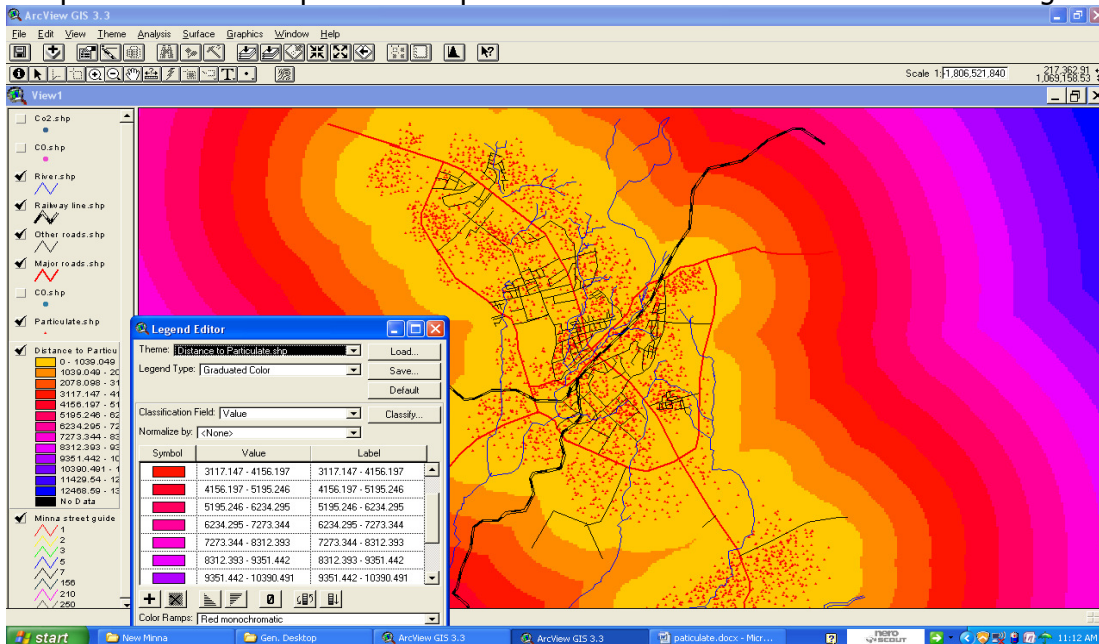 ArcView GIS 3.3
File Edit View Theme Analysis Surface Graphics Window Help
Scale 1: 1,806,521,840
217,362.91
1,069,158.53
View1
Co2.shp
CO.shp
River.shp
Railway line.shp
Other roads.shp
Major roads.shp
CO.shp
Particulate.shp
Distance to Particu
0 - 1039.049
1039.049 - 20
2078.098 - 31
3117.147 - 41
4156.197 - 51
5195.246 - 62
6234.295 - 72
7273.344 - 83
8312.393 - 93
9351.442 - 10
10390.491 - 1
11429.54 - 12
12468.59 - 13
No Data
Minna street guide
1
2
3
5
7
156
210
250
Legend Editor
Theme: Distance to Particulate.shp
Load...
Legend Type: Graduated Color
Save...
Default
Classification Field: Value
Classify...
Normalize by: <None>
Symbol Value Label
3117.147 - 4156.197 3117.147 - 4156.197
4156.197 - 5195.246 4156.197 - 5195.246
5195.246 - 6234.295 5195.246 - 6234.295
6234.295 - 7273.344 6234.295 - 7273.344
7273.344 - 8312.393 7273.344 - 8312.393
8312.393 - 9351.442 8312.393 - 9351.442
9351.442 - 10390.491 9351.442 - 10390.491
Color Ramps: Red monochromatic
start New Minna Gen. Desktop ArcView GIS 3.3 ArcView GIS 3.3 paticulate.docx - Micr... nero SCOUT 11:12 AM